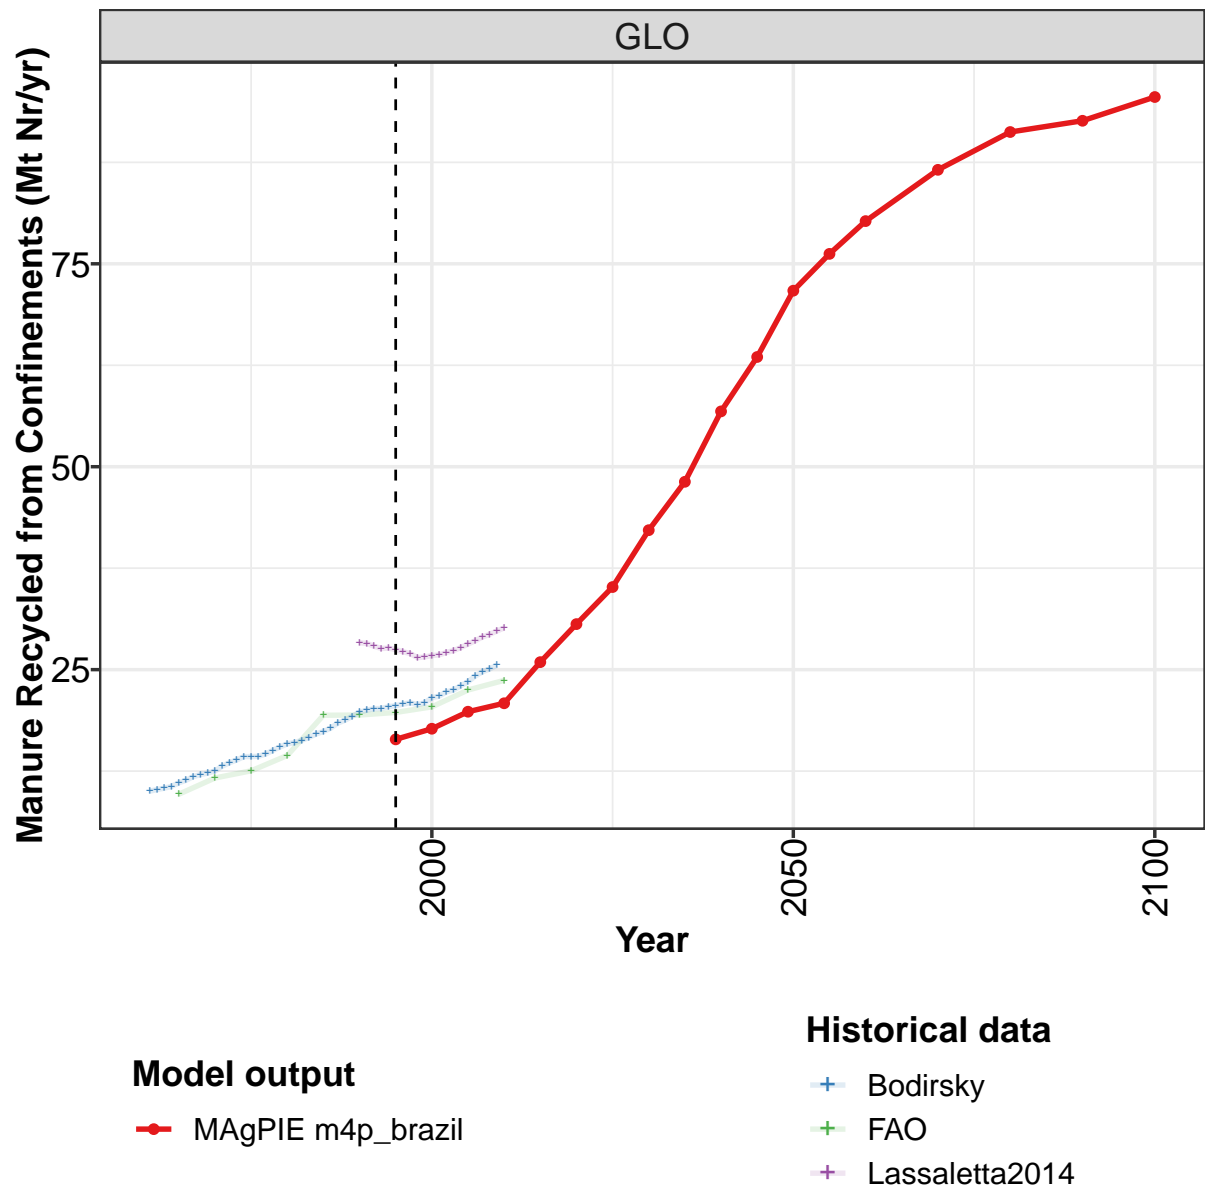 GLO
Manure Recycled from Confinements (Mt Nr/yr)
75
50
25
2000
2050
2100
Year
Model output
MAgPIE m4p_brazil
Historical data
Bodirsky
FAO
Lassaletta2014